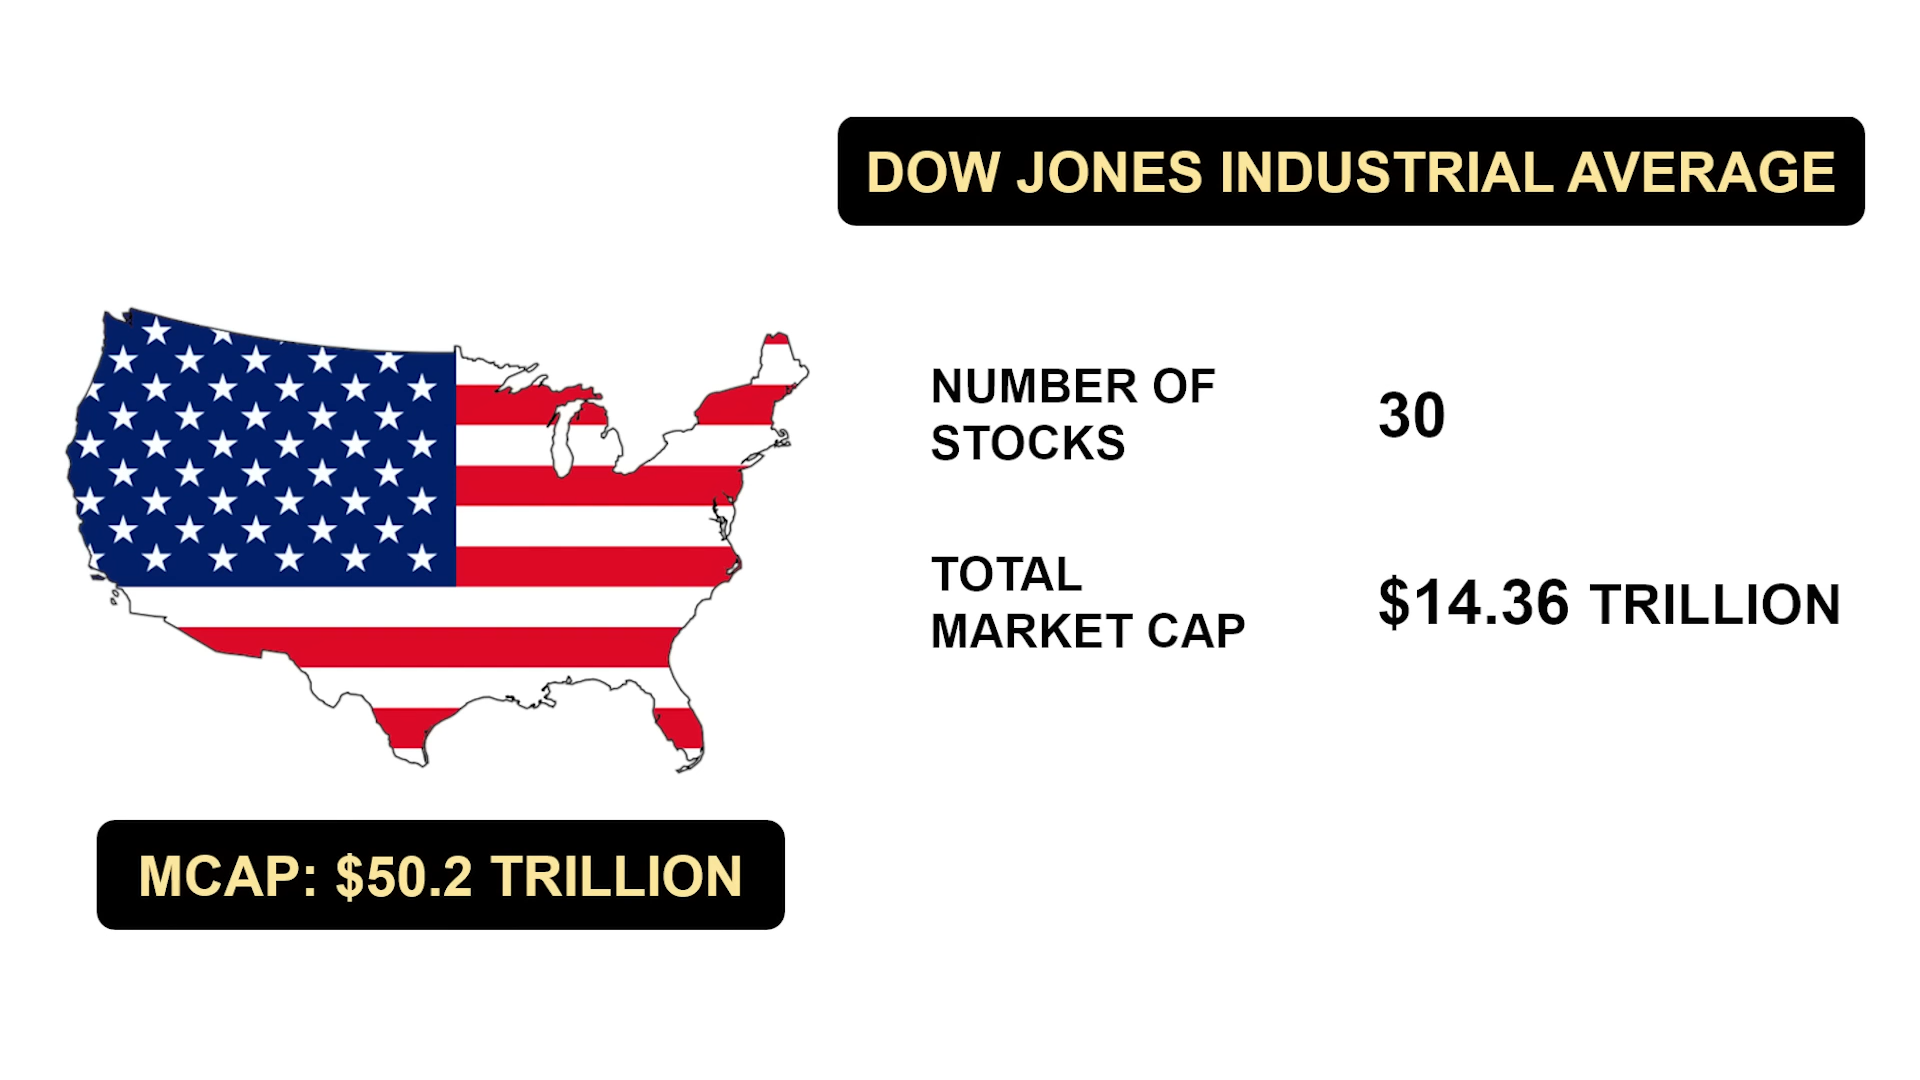 DOW JONES INDUSTRIAL AVERAGE
NUMBER OF
STOCKS
30
TOTAL
MARKET CAP
$14.36 TRILLION
MCAP: $50.2 TRILLION